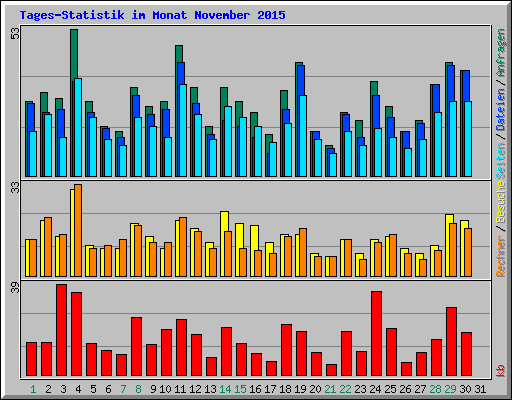 Tages-Statistik im Monat November 2015
53
33
39
Rechner / Besuche Seiten / Dateien / Anfragen
kb
1 2 3 4 5 6 7 8 9 10 11 12 13 14 15 16 17 18 19 20 21 22 23 24 25 26 27 28 29 30 31